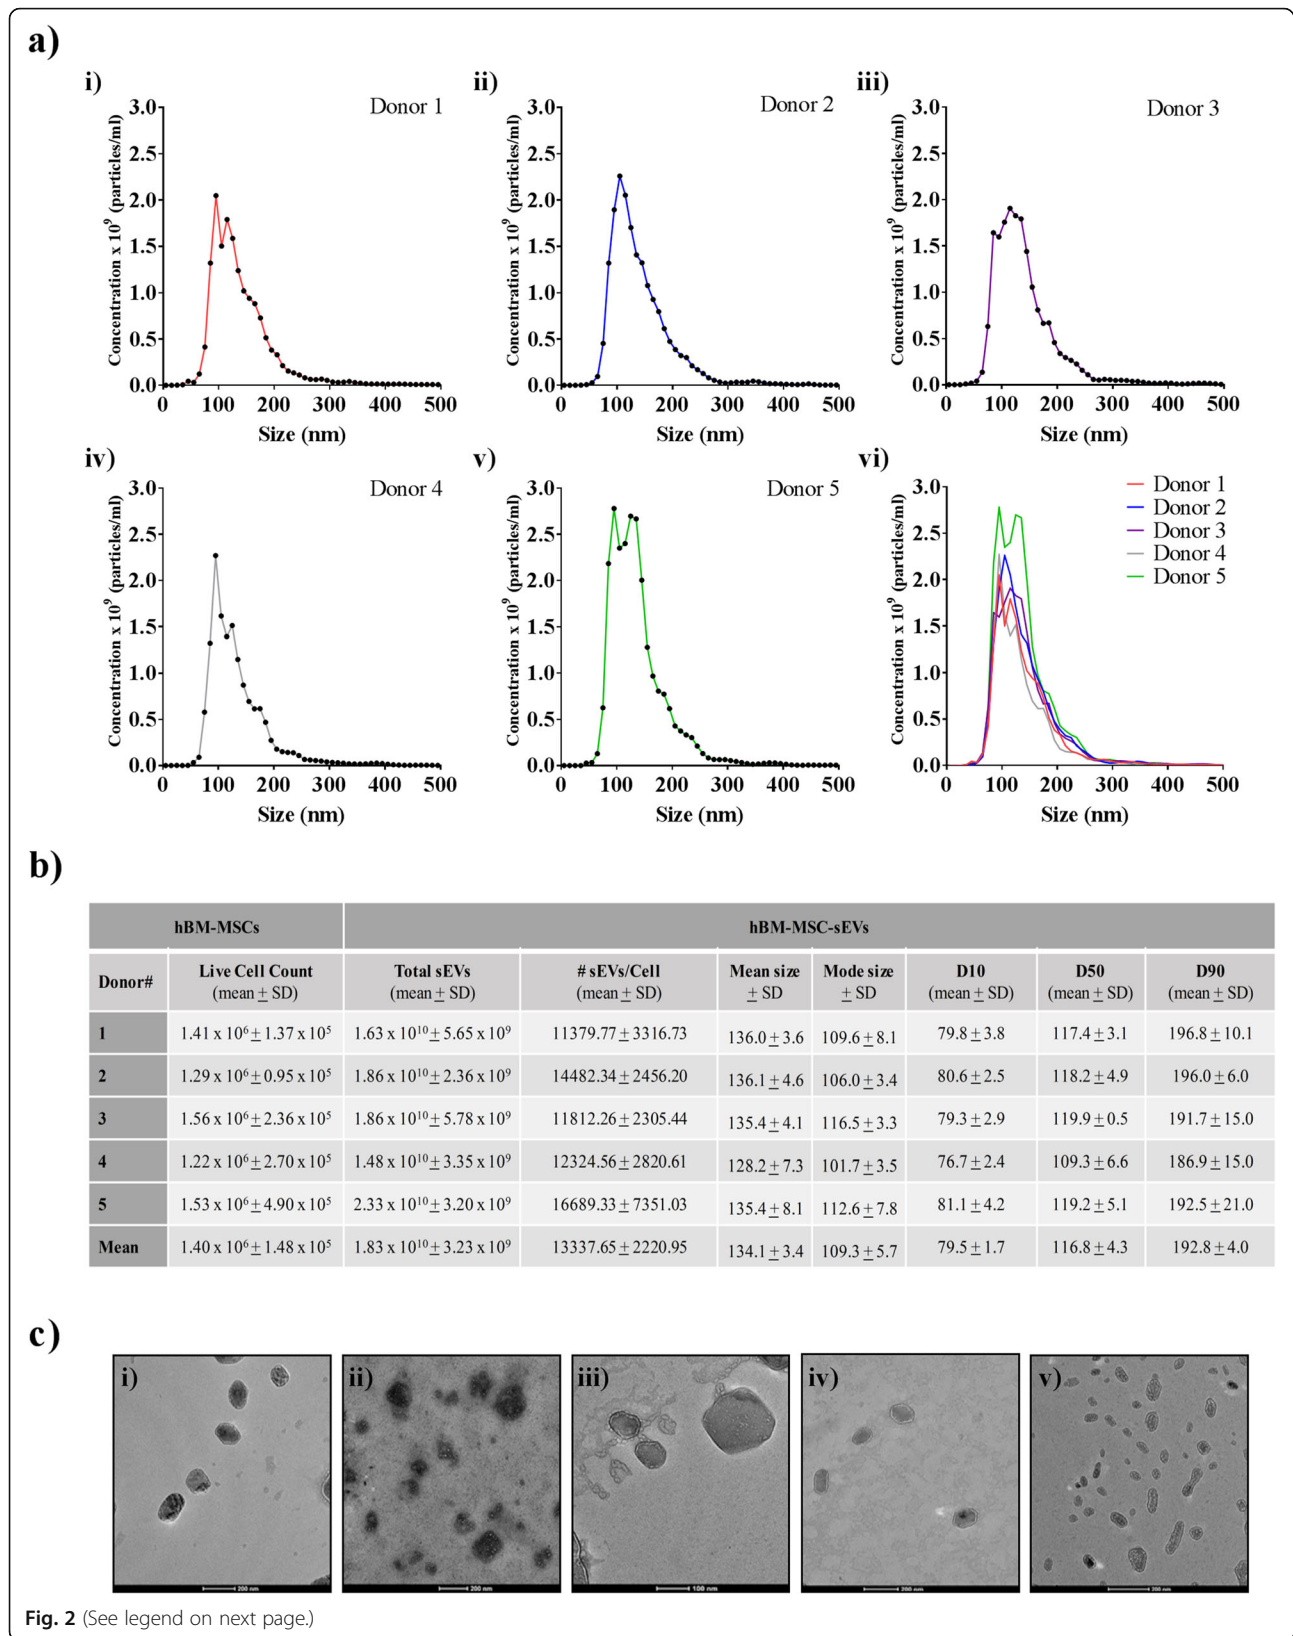 a)
i)
Donor 1
Concentration x 10⁹ (particles/ml)
3.0
2.5
2.0
1.5
1.0
0.5
0.0
0 100 200 300 400 500
Size (nm)
ii)
Donor 2
Concentration x 10⁹ (particles/ml)
3.0
2.5
2.0
1.5
1.0
0.5
0.0
0 100 200 300 400 500
Size (nm)
iii)
Donor 3
Concentration x 10⁹ (particles/ml)
3.0
2.5
2.0
1.5
1.0
0.5
0.0
0 100 200 300 400 500
Size (nm)
iv)
Donor 4
Concentration x 10⁹ (particles/ml)
3.0
2.5
2.0
1.5
1.0
0.5
0.0
0 100 200 300 400 500
Size (nm)
v)
Donor 5
Concentration x 10⁹ (particles/ml)
3.0
2.5
2.0
1.5
1.0
0.5
0.0
0 100 200 300 400 500
Size (nm)
vi)
Donor 1
Donor 2
Donor 3
Donor 4
Donor 5
Concentration x 10⁹ (particles/ml)
3.0
2.5
2.0
1.5
1.0
0.5
0.0
0 100 200 300 400 500
Size (nm)
b)
hBM-MSCs hBM-MSC-sEVs
Donor# Live Cell Count (mean ± SD) Total sEVs (mean ± SD) # sEVs/Cell (mean ± SD) Mean size ± SD Mode size ± SD D10 (mean ± SD) D50 (mean ± SD) D90 (mean ± SD)
1 1.41 x 10⁶ ± 1.37 x 10⁵ 1.63 x 10¹⁰ ± 5.65 x 10⁹ 11379.77 ± 3316.73 136.0 ± 3.6 109.6 ± 8.1 79.8 ± 3.8 117.4 ± 3.1 196.8 ± 10.1
2 1.29 x 10⁶ ± 0.95 x 10⁵ 1.86 x 10¹⁰ ± 2.36 x 10⁹ 14482.34 ± 2456.20 136.1 ± 4.6 106.0 ± 3.4 80.6 ± 2.5 118.2 ± 4.9 196.0 ± 6.0
3 1.56 x 10⁶ ± 2.36 x 10⁵ 1.86 x 10¹⁰ ± 5.78 x 10⁹ 11812.26 ± 2305.44 135.4 ± 4.1 116.5 ± 3.3 79.3 ± 2.9 119.9 ± 0.5 191.7 ± 15.0
4 1.22 x 10⁶ ± 2.70 x 10⁵ 1.48 x 10¹⁰ ± 3.35 x 10⁹ 12324.56 ± 2820.61 128.2 ± 7.3 101.7 ± 3.5 76.7 ± 2.4 109.3 ± 6.6 186.9 ± 15.0
5 1.53 x 10⁶ ± 4.90 x 10⁵ 2.33 x 10¹⁰ ± 3.20 x 10⁹ 16689.33 ± 7351.03 135.4 ± 8.1 112.6 ± 7.8 81.1 ± 4.2 119.2 ± 5.1 192.5 ± 21.0
Mean 1.40 x 10⁶ ± 1.48 x 10⁵ 1.83 x 10¹⁰ ± 3.23 x 10⁹ 13337.65 ± 2220.95 134.1 ± 3.4 109.3 ± 5.7 79.5 ± 1.7 116.8 ± 4.3 192.8 ± 4.0
c)
i)
200 nm
ii)
200 nm
iii)
100 nm
iv)
200 nm
v)
200 nm
Fig. 2 (See legend on next page.)